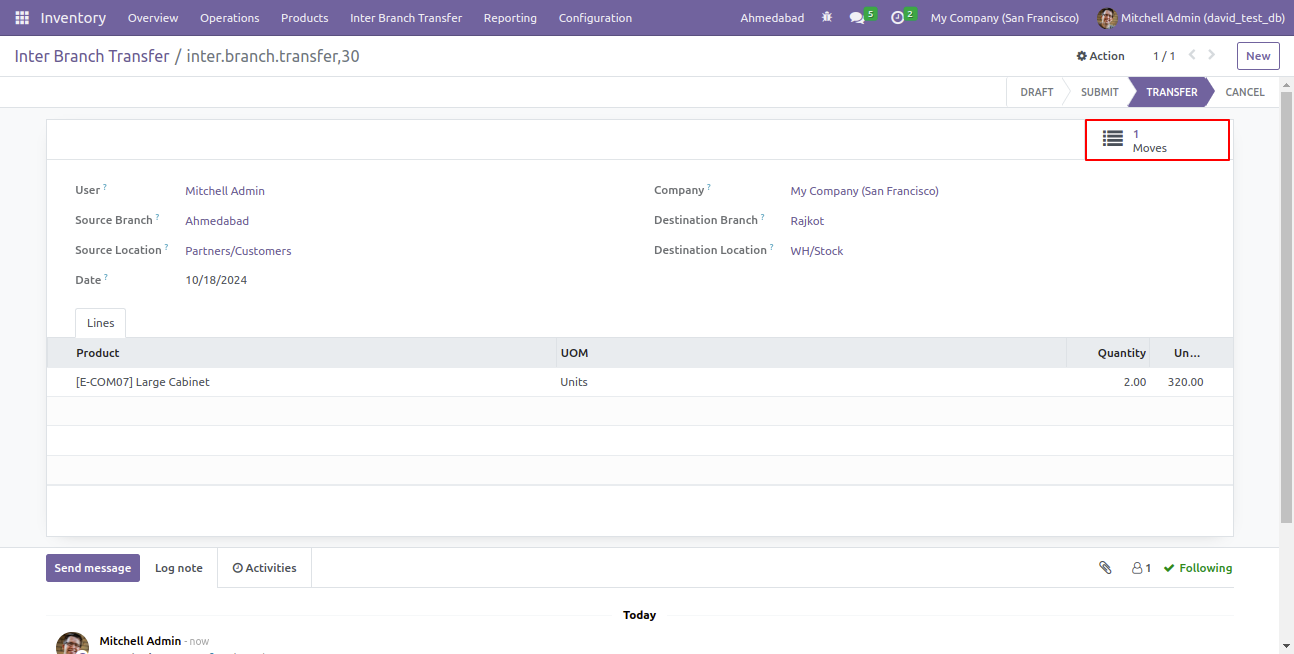 Inventory Overview Operations Products Inter Branch Transfer Reporting Configuration Ahmedabad 5 2 My Company (San Francisco) Mitchell Admin (david_test_db)
Inter Branch Transfer / inter.branch.transfer,30 Action 1 / 1 New
DRAFT SUBMIT TRANSFER CANCEL
1
Moves
User ? Mitchell Admin Company ? My Company (San Francisco)
Source Branch ? Ahmedabad Destination Branch ? Rajkot
Source Location ? Partners/Customers Destination Location ? WH/Stock
Date ? 10/18/2024
Lines
Product UOM Quantity Un...
[E-COM07] Large Cabinet Units 2.00 320.00
Send message Log note Activities 1 Following
Today
Mitchell Admin - now